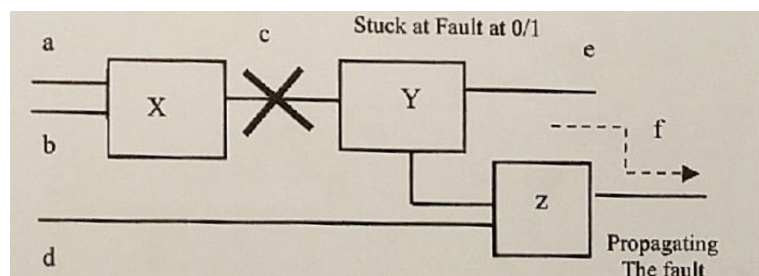 a
c
Stuck at Fault at 0/1
e
X
Y
b
f
z
d
Propagating
The fault